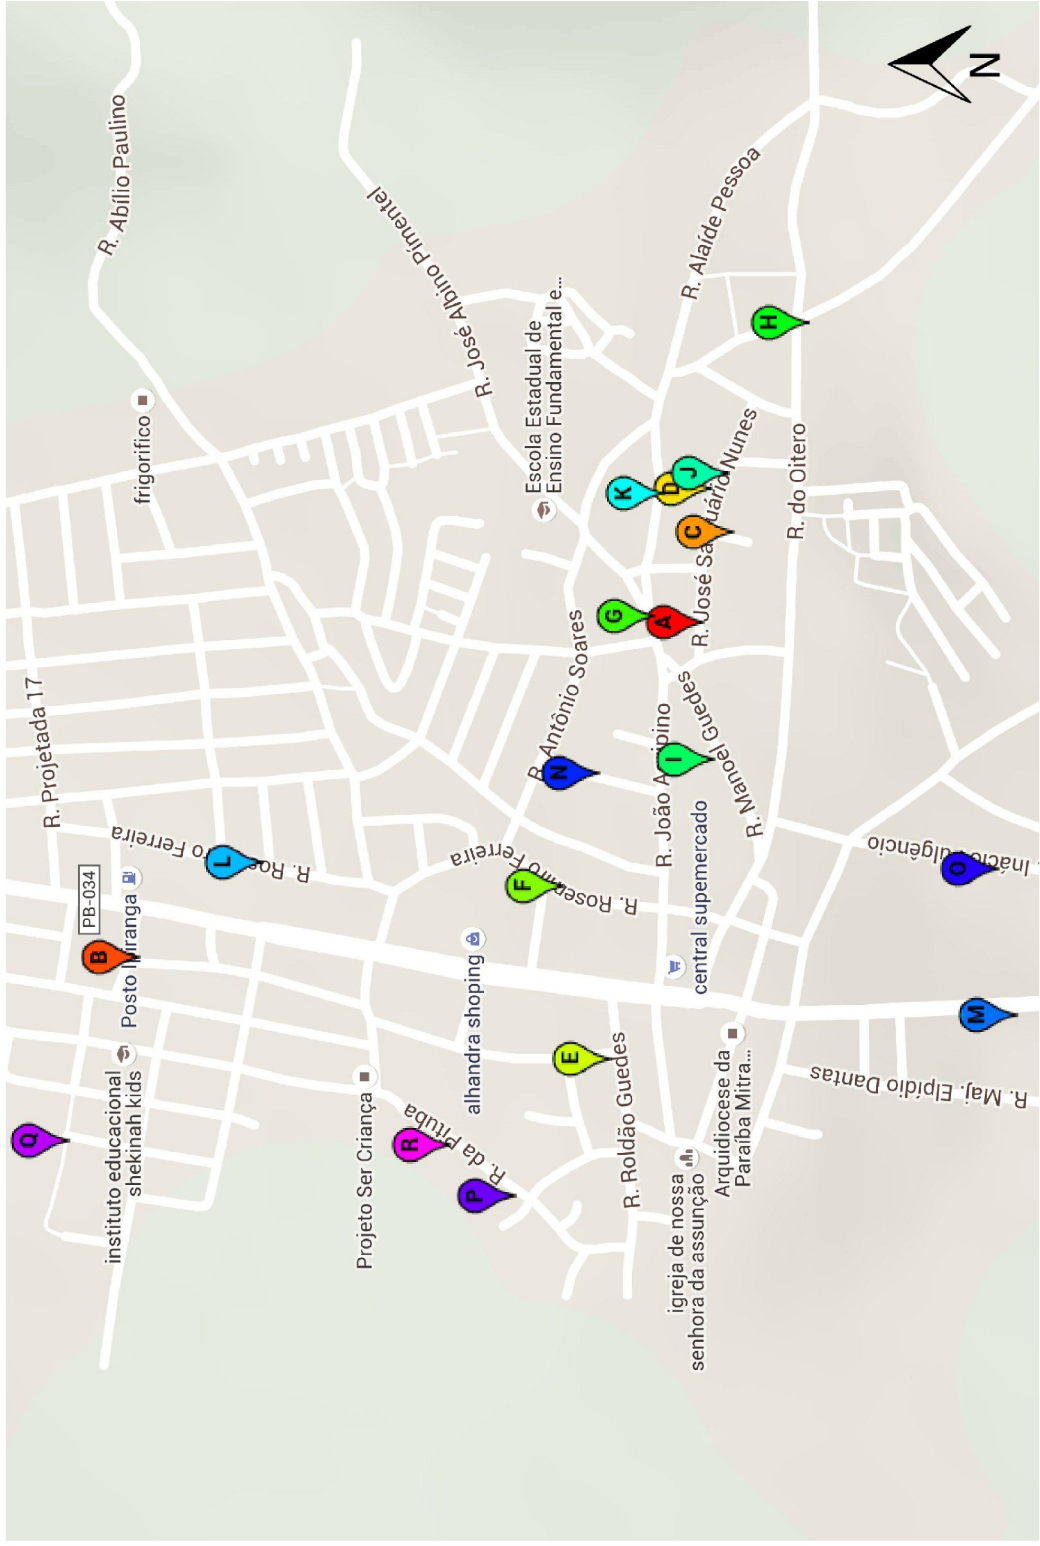 R. Abílio Paulino
R. José Albino Pimentel
R. Alaíde Pessoa
N
frigorifico
Escola Estadual de
Ensino Fundamental e...
H
K
D
J
C
R. José
uário Nunes
R. do Oitero
G
A
R. Projetada 17
R. Antônio Soares
N
I
R. João
R. Manoel Guedes
PB-034
B
Posto
L
F
R. Rosemiro Ferreira
central supemercado
O
M
alhandra shoping
E
R. Roldão Guedes
R. Maj. Elpídio Dantas
instituto educacional
shekinah kids
Q
Projeto Ser Criança
R
R. da Pituba
P
Arquidiocese da
Paraíba Mitra...
igreja de nossa
senhora da assunção